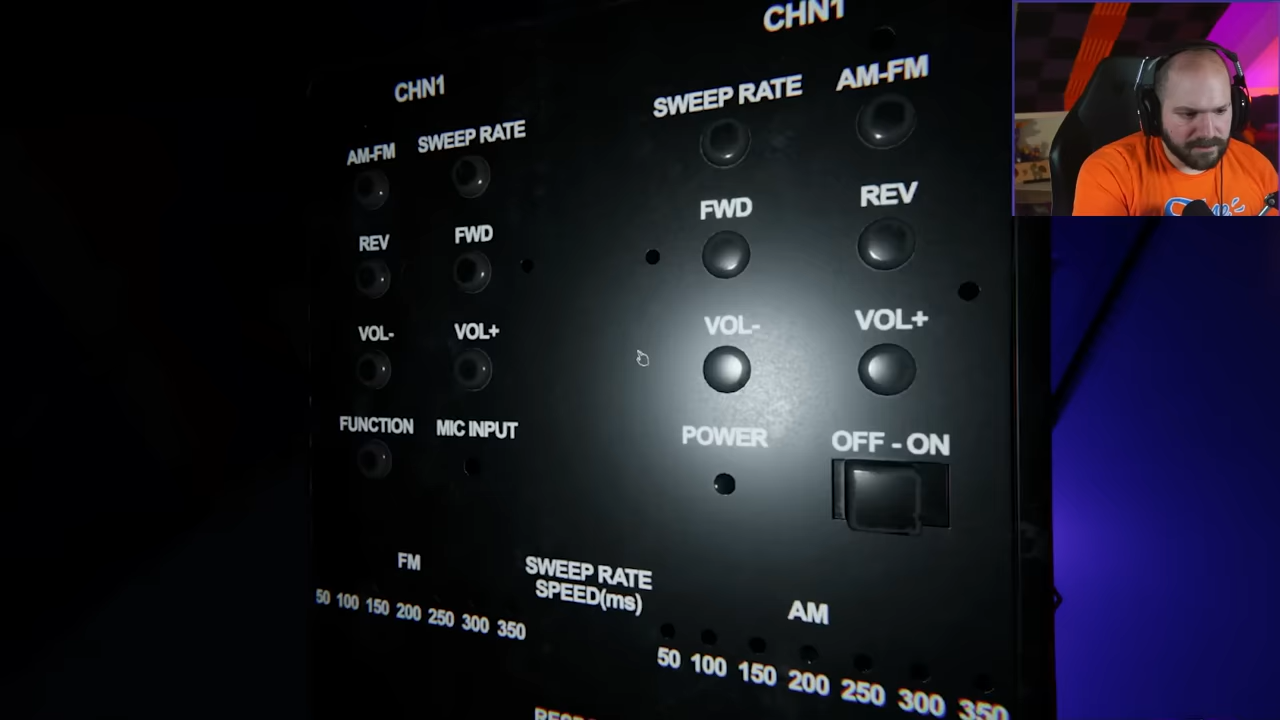 CHN1
CHN1
AM-FM
SWEEP RATE
SWEEP RATE
AM-FM
REV
FWD
FWD
REV
VOL-
VOL+
VOL-
VOL+
FUNCTION
MIC INPUT
POWER
OFF - ON
FM
SWEEP RATE
SPEED(ms)
AM
50 100 150 200 250 300 350
50 100 150 200 250 300 350